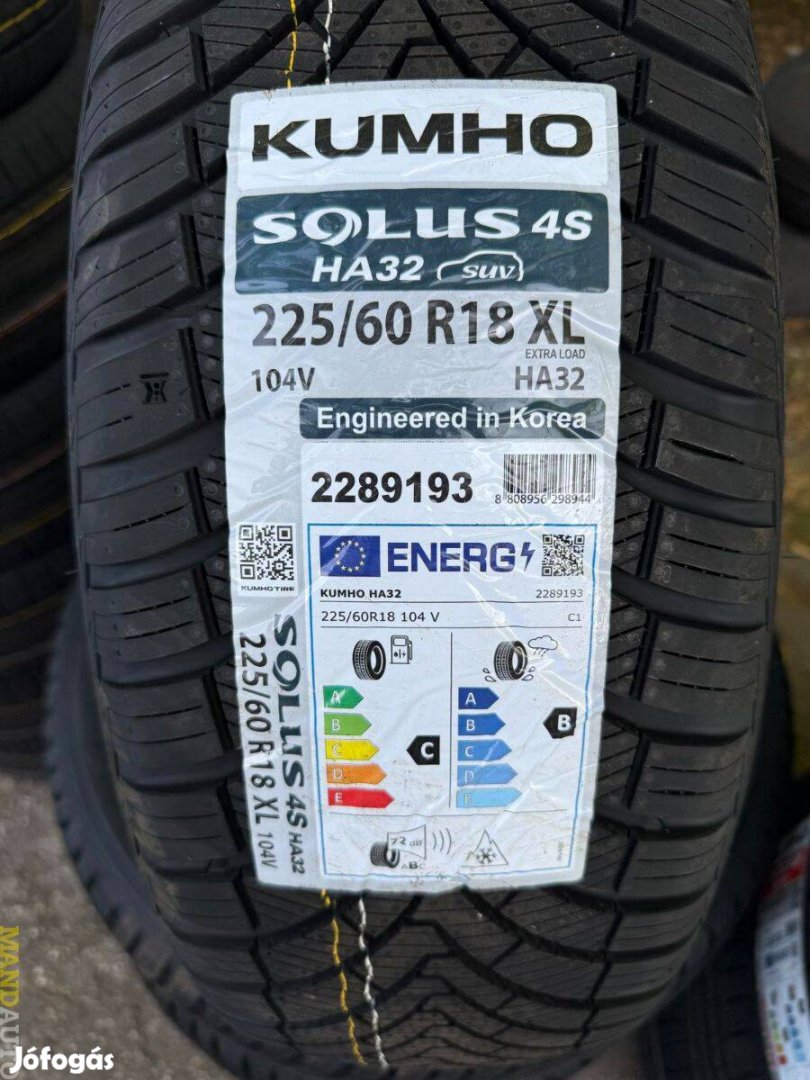 KUMHO
SOLUS 4S
HA32 SUV
225/60 R18 XL
EXTRA LOAD
104V HA32
Engineered in Korea
2289193
8 808956 298944
ENERG
KUMHO TIRE
KUMHO HA32 2289193
225/60R18 104 V C1
A
B
C
D
E
C
A
B
C
D
E
B
72 dB
ABC
SOLUS 4S HA32
225/60 R18 XL 104V
MANDAUTO
Jófogás